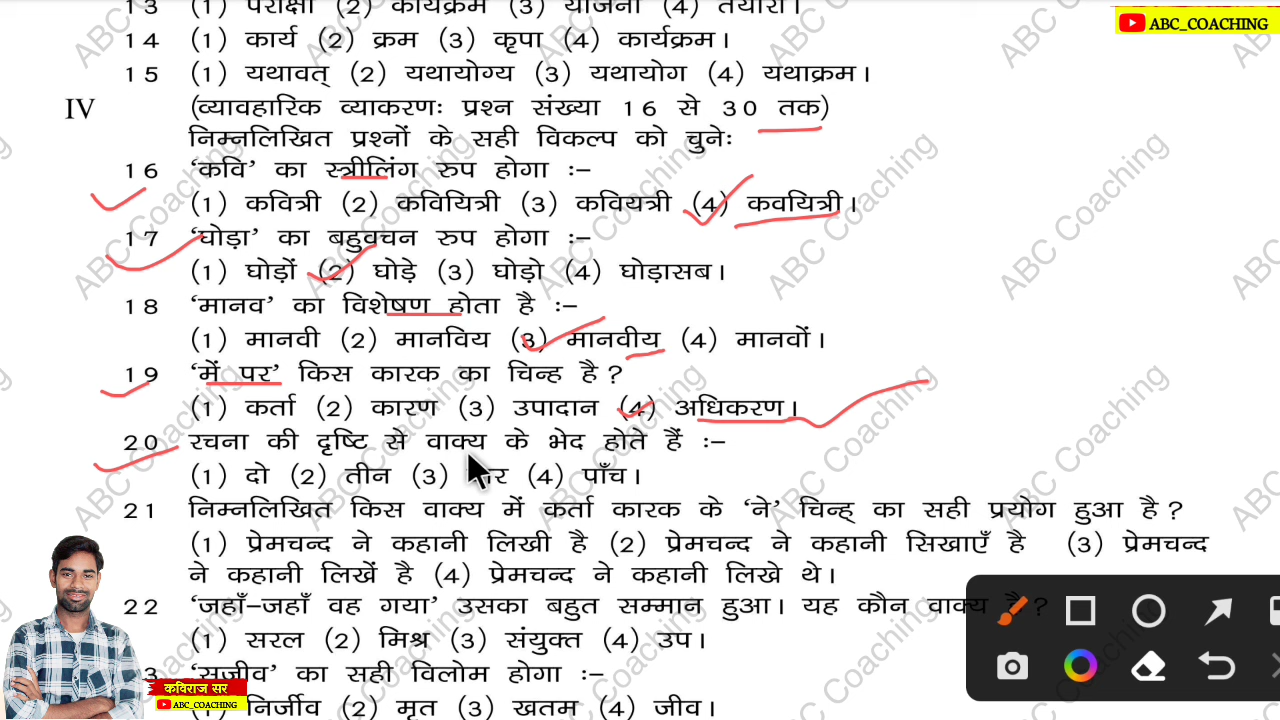 13 (1) परीक्षा (2) कार्यक्रम (3) योजना (4) तैयारी।
ABC_COACHING
14 (1) कार्य (2) क्रम (3) कृपा (4) कार्यक्रम।
15 (1) यथावत् (2) यथायोग्य (3) यथायोग (4) यथाक्रम।
IV (व्यावहारिक व्याकरणः प्रश्न संख्या 16 से 30 तक)
निम्नलिखित प्रश्नों के सही विकल्प को चुनेः
16 ‘कवि’ का स्त्रीलिंग रुप होगा :–
(1) कवित्री (2) कवियित्री (3) कवियत्री (4) कवयित्री।
17 ‘घोड़ा’ का बहुवचन रुप होगा :–
(1) घोड़ों (2) घोड़े (3) घोड़ो (4) घोड़ासब।
18 ‘मानव’ का विशेषण होता है :–
(1) मानवी (2) मानविय (3) मानवीय (4) मानवों।
19 ‘में पर’ किस कारक का चिन्ह है?
(1) कर्ता (2) कारण (3) उपादान (4) अधिकरण।
20 रचना की दृष्टि से वाक्य के भेद होते हैं :–
(1) दो (2) तीन (3) (4) पाँच।
21 निम्नलिखित किस वाक्य में कर्ता कारक के ‘ने’ चिन्ह् का सही प्रयोग हुआ है?
(1) प्रेमचन्द ने कहानी लिखी है (2) प्रेमचन्द ने कहानी सिखाएँ है (3) प्रेमचन्द
ने कहानी लिखें है (4) प्रेमचन्द ने कहानी लिखे थे।
22 ‘जहाँ–जहाँ वह गया’ उसका बहुत सम्मान हुआ। यह कौन वाक्य है?
(1) सरल (2) मिश्र (3) संयुक्त (4) उप।
‘सजीव’ का सही विलोम होगा :–
(1) निर्जीव (2) मृत (3) खतम (4) जीव।
कविराज सर
ABC_COACHING
ABC Coaching